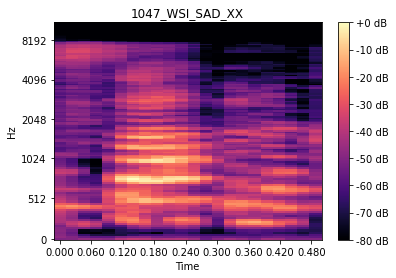 1047_WSI_SAD_XX
+0 dB
8192
-10 dB
4096
-20 dB
-30 dB
2048
Hz
-40 dB
1024
-50 dB
512
-60 dB
-70 dB
0
-80 dB
0.000 0.060 0.120 0.180 0.240 0.300 0.360 0.420 0.480
Time